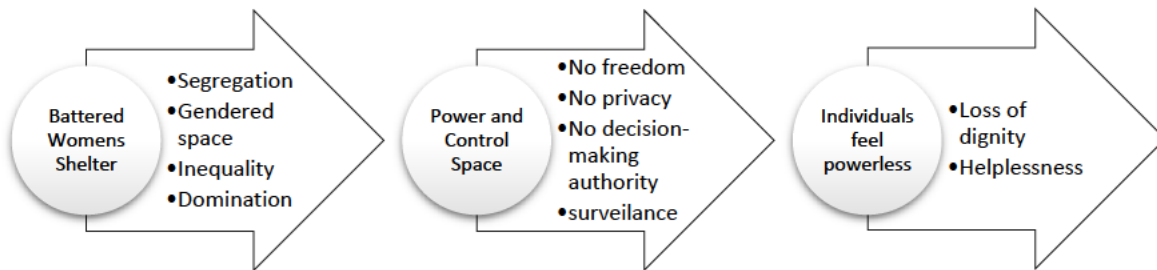 Battered
Womens
Shelter
•Segregation
•Gendered
space
•Inequality
•Domination
Power and
Control
Space
•No freedom
•No privacy
•No decision-
making
authority
•surveilance
Individuals
feel
powerless
•Loss of
dignity
•Helplessness